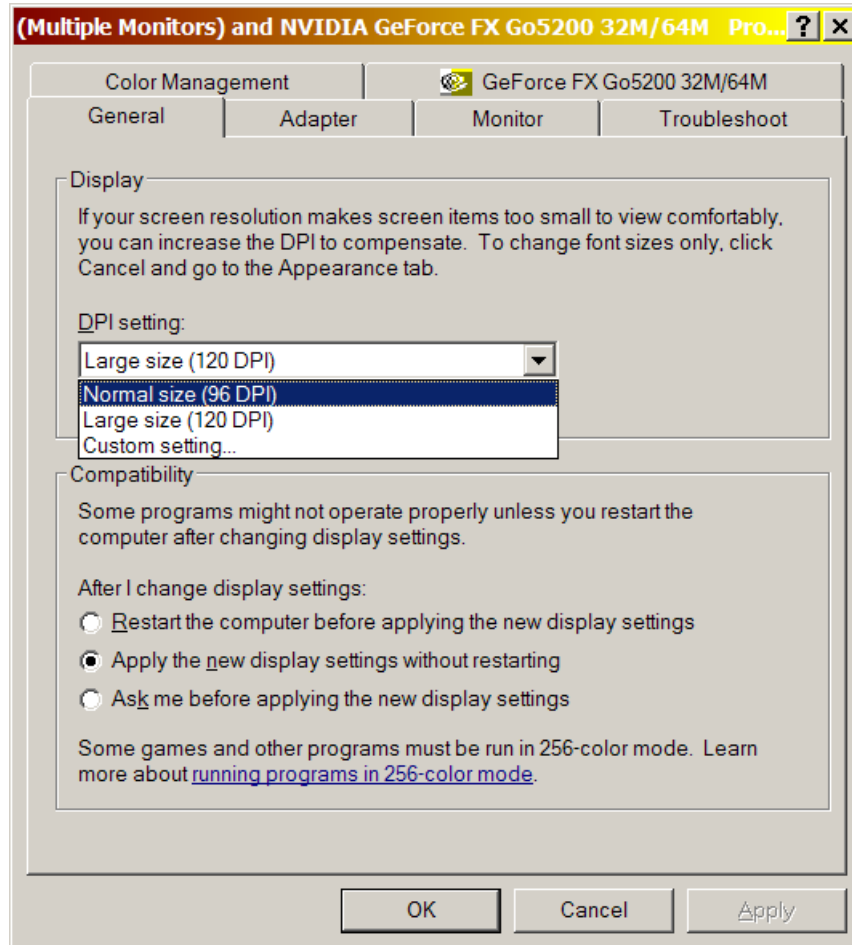 (Multiple Monitors) and NVIDIA GeForce FX Go5200 32M/64M Pro... ? X
Color Management GeForce FX Go5200 32M/64M
General Adapter Monitor Troubleshoot
Display
If your screen resolution makes screen items too small to view comfortably,
you can increase the DPI to compensate. To change font sizes only, click
Cancel and go to the Appearance tab.
DPI setting:
Large size (120 DPI)
Normal size (96 DPI)
Large size (120 DPI)
Custom setting...
Compatibility
Some programs might not operate properly unless you restart the
computer after changing display settings.
After I change display settings:
Restart the computer before applying the new display settings
Apply the new display settings without restarting
Ask me before applying the new display settings
Some games and other programs must be run in 256-color mode. Learn
more about running programs in 256-color mode.
OK Cancel Apply